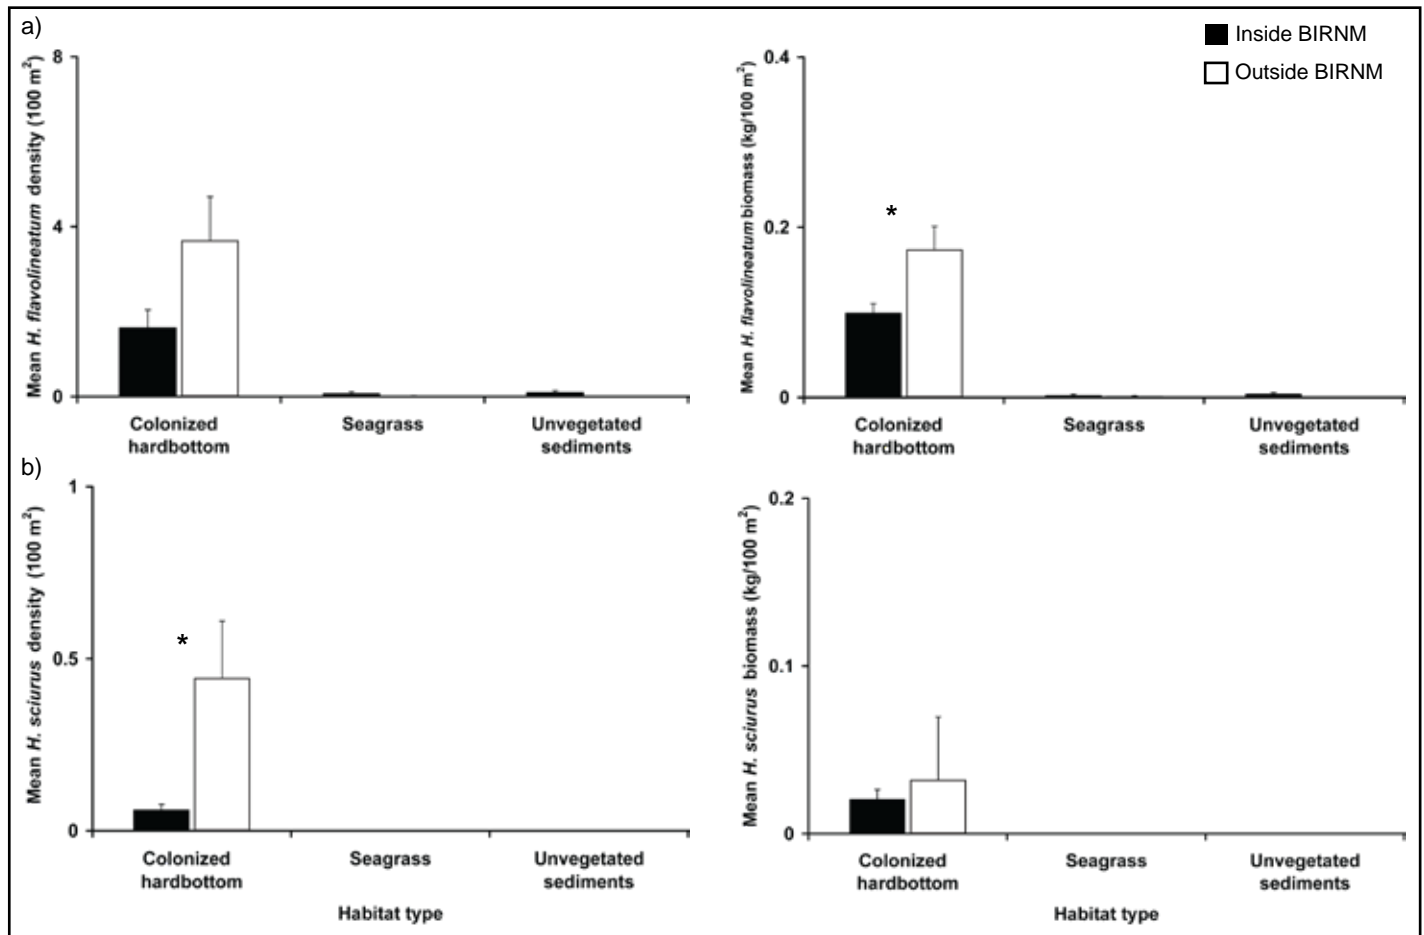 a)
Inside BIRNM
Outside BIRNM
Mean H. flavolineatum density (100 m²)
8
4
0
Colonized
hardbottom
Seagrass
Unvegetated
sediments
Mean H. flavolineatum biomass (kg/100 m²)
0.4
0.2
0
*
Colonized
hardbottom
Seagrass
Unvegetated
sediments
b)
Mean H. sciurus density (100 m²)
1
0.5
0
*
Colonized
hardbottom
Seagrass
Unvegetated
sediments
Habitat type
Mean H. sciurus biomass (kg/100 m²)
0.2
0.1
0
Colonized
hardbottom
Seagrass
Unvegetated
sediments
Habitat type